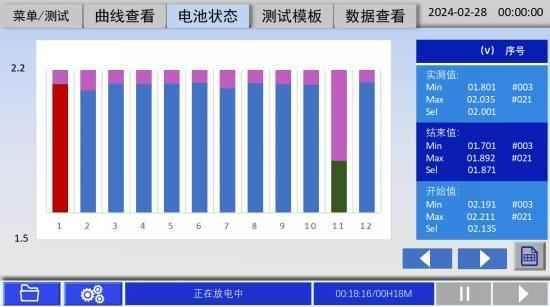 菜单/测试 曲线查看 电池状态 测试模板 数据查看 2024-02-28 00:00:00
2.2
1.5
1 2 3 4 5 6 7 8 9 10 11 12
(v) 序号
实测值:
Min 01.801 #003
Max 02.035 #021
Sel 02.001
结束值:
Min 01.701 #003
Max 01.892 #021
Sel 01.871
开始值:
Min 02.191 #003
Max 02.211 #021
Sel 02.135
正在放电中 00:18:16/00H18M